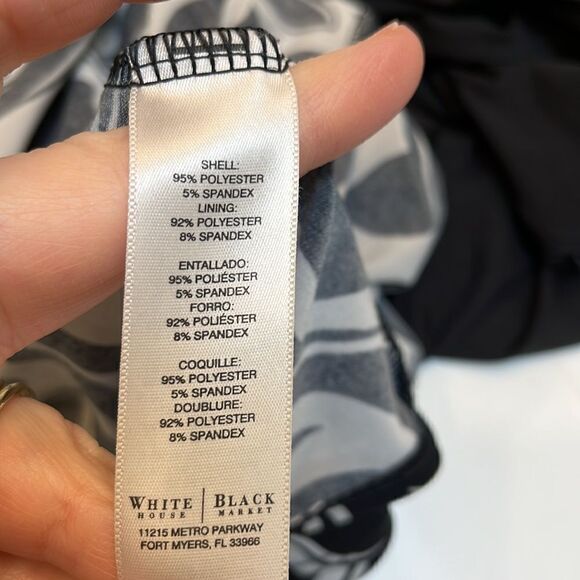 SHELL:
95% POLYESTER
5% SPANDEX
LINING:
92% POLYESTER
8% SPANDEX
ENTALLADO:
95% POLIÉSTER
5% SPANDEX
FORRO:
92% POLIÉSTER
8% SPANDEX
COQUILLE:
95% POLYESTER
5% SPANDEX
DOUBLURE:
92% POLYESTER
8% SPANDEX
WHITE | BLACK
HOUSE MARKET
11215 METRO PARKWAY
FORT MYERS, FL 33966